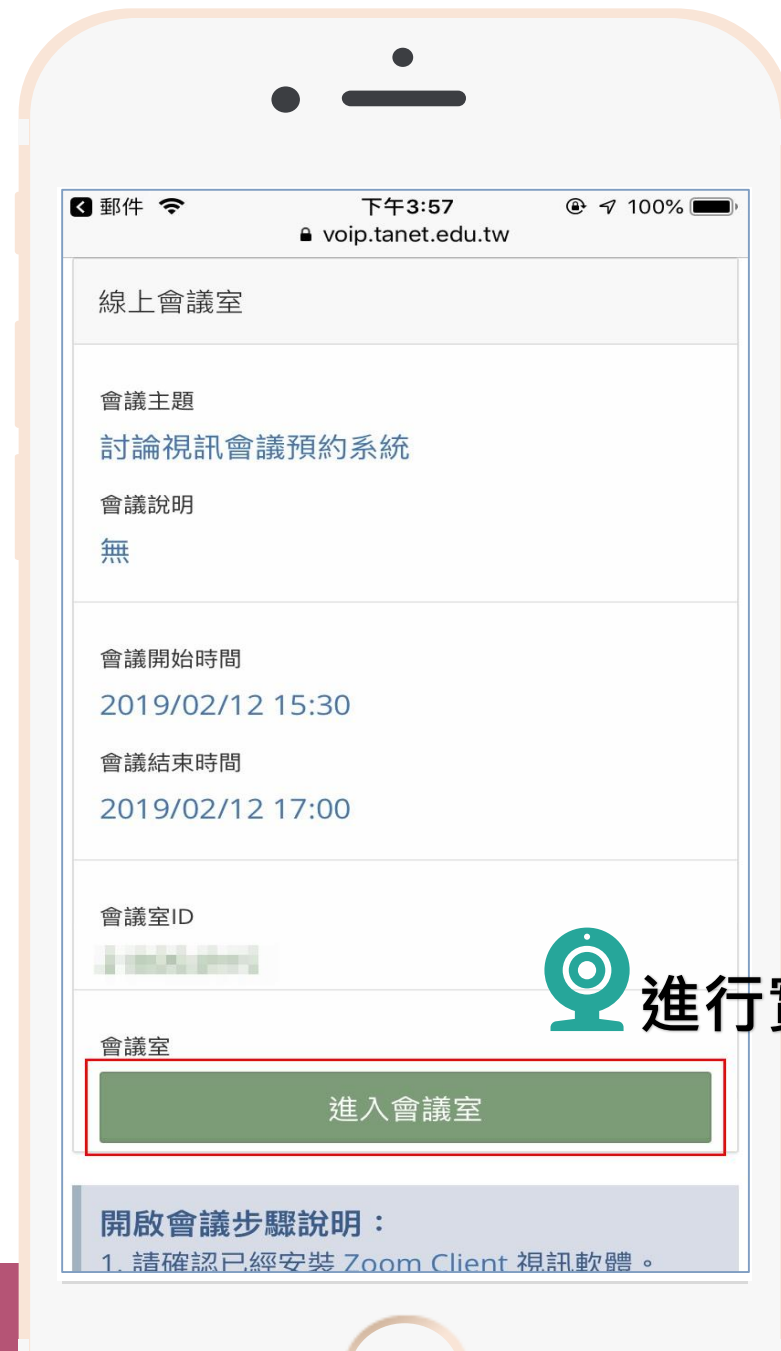 郵件 下午3:57 100%
voip.tanet.edu.tw
線上會議室
會議主題
討論視訊會議預約系統
會議說明
無
會議開始時間
2019/02/12 15:30
會議結束時間
2019/02/12 17:00
會議室ID
進行
會議室
進入會議室
開啟會議步驟說明：
1. 請確認已經安裝 Zoom Client 視訊軟體。